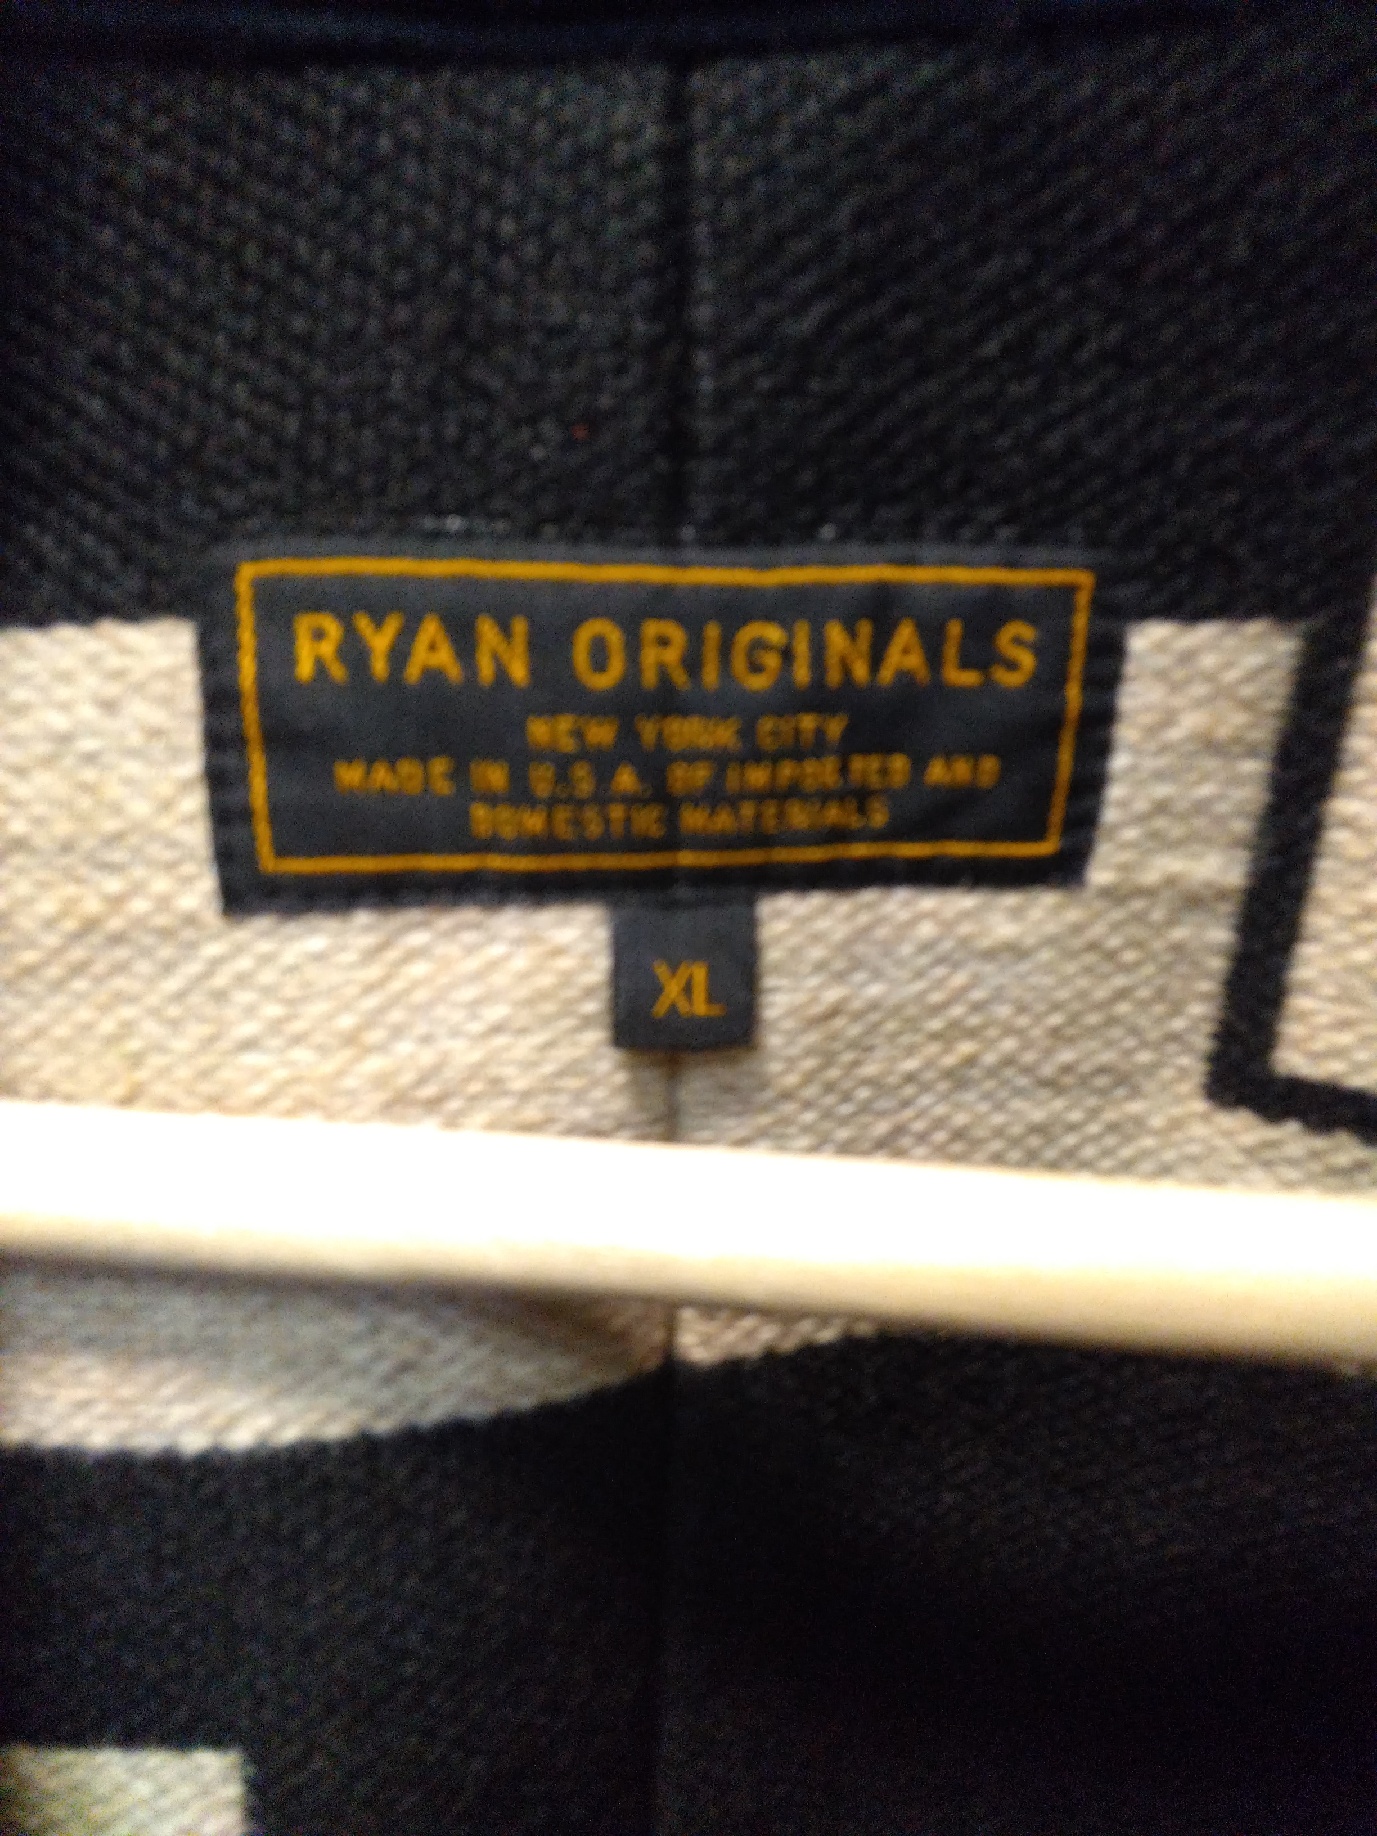 RYAN ORIGINALS
NEW YORK CITY
MADE IN U.S.A. OF IMPORTED AND
DOMESTIC MATERIALS
XL